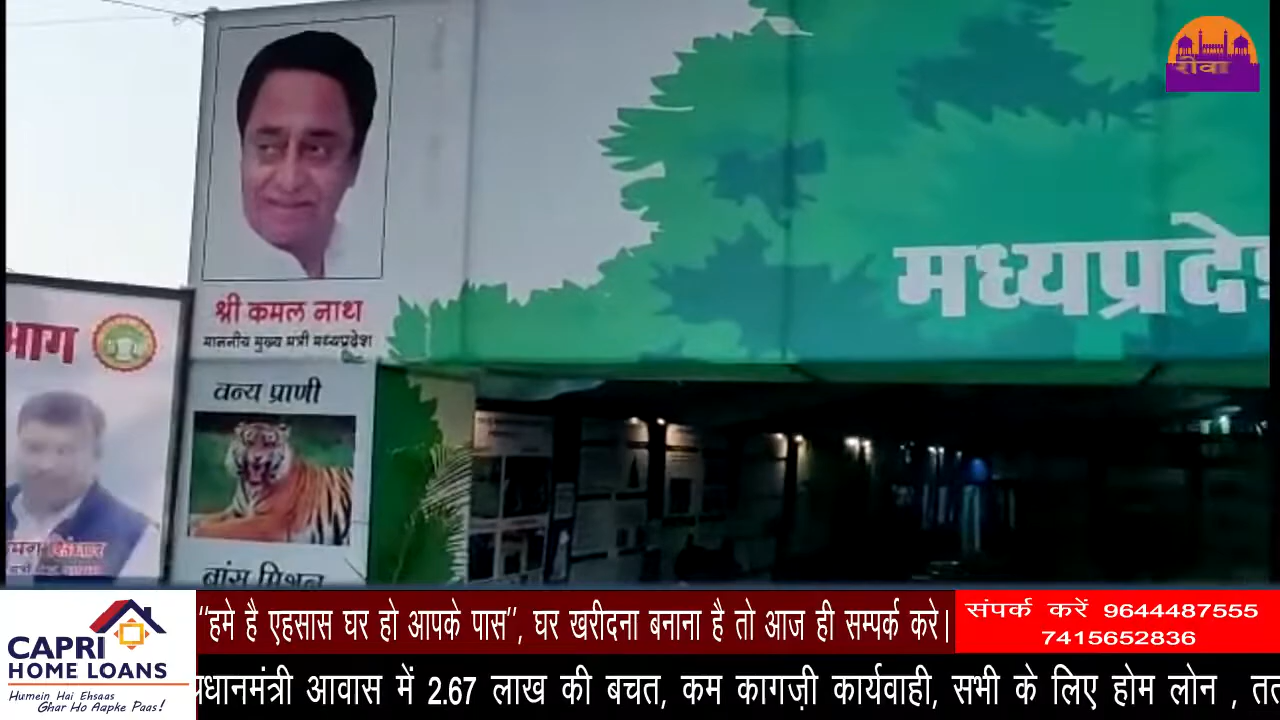 रीवा
श्री कमल नाथ
माननीय मुख्य मंत्री मध्यप्रदेश
मध्यप्रदे
भाग
वन्य प्राणी
बांस मिशन
CAPRI
HOME LOANS
Humein Hai Ehsaas
Ghar Ho Aapke Paas!
"हमे है एहसास घर हो आपके पास", घर खरीदना बनाना है तो आज ही सम्पर्क करे|
संपर्क करें 9644487555
7415652836
प्रधानमंत्री आवास में 2.67 लाख की बचत, कम कागज़ी कार्यवाही, सभी के लिए होम लोन , तत